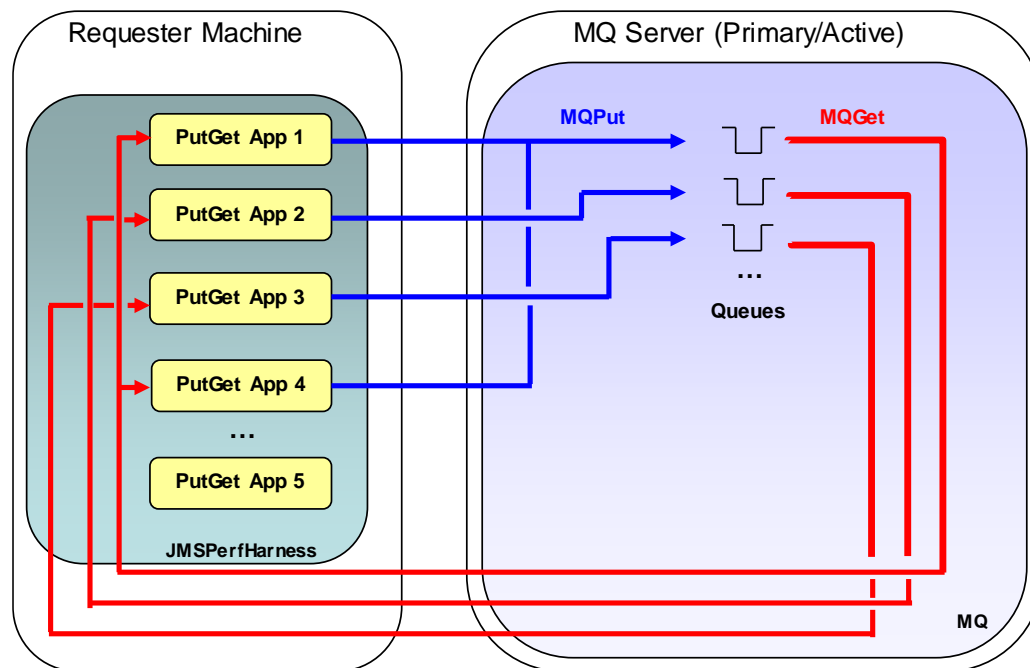 Requester Machine
MQ Server (Primary/Active)
PutGet App 1
MQPut
MQGet
PutGet App 2
PutGet App 3
...
Queues
PutGet App 4
...
PutGet App 5
JMSPerfHarness
MQ